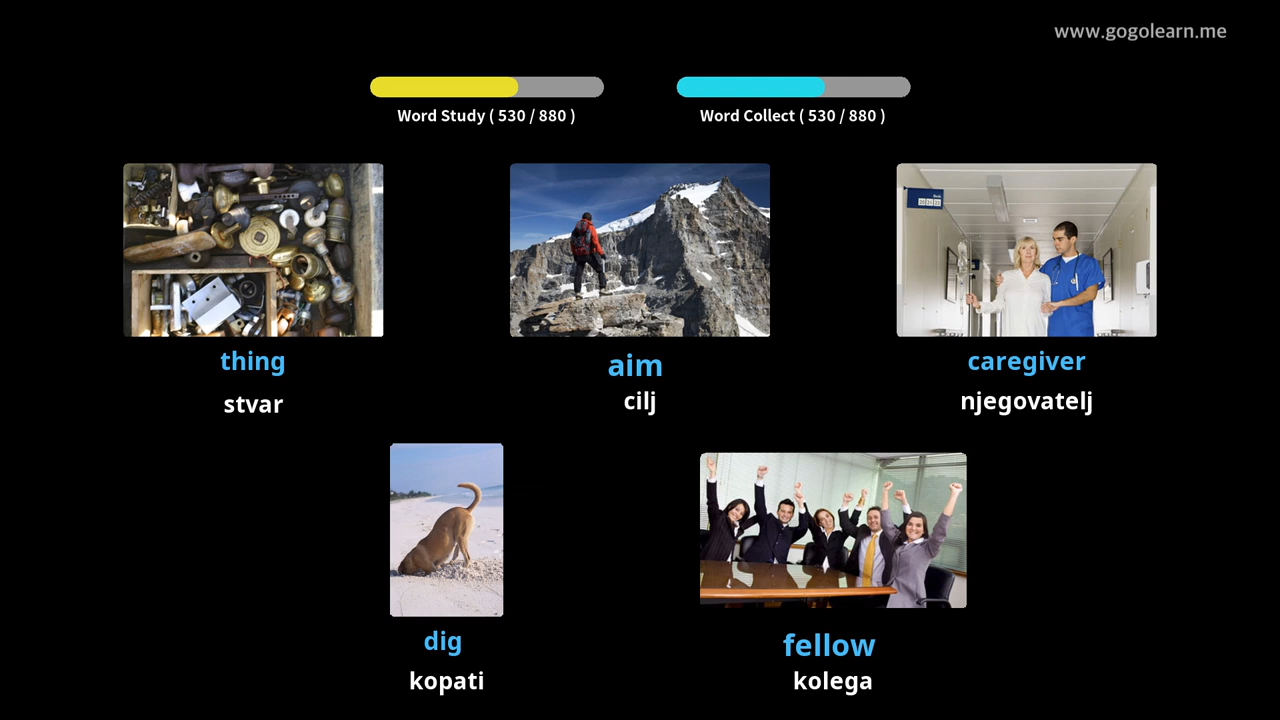 www.gogolearn.me
Word Study ( 530 / 880 )
Word Collect ( 530 / 880 )
thing
stvar
aim
cilj
caregiver
njegovatelj
dig
kopati
fellow
kolega